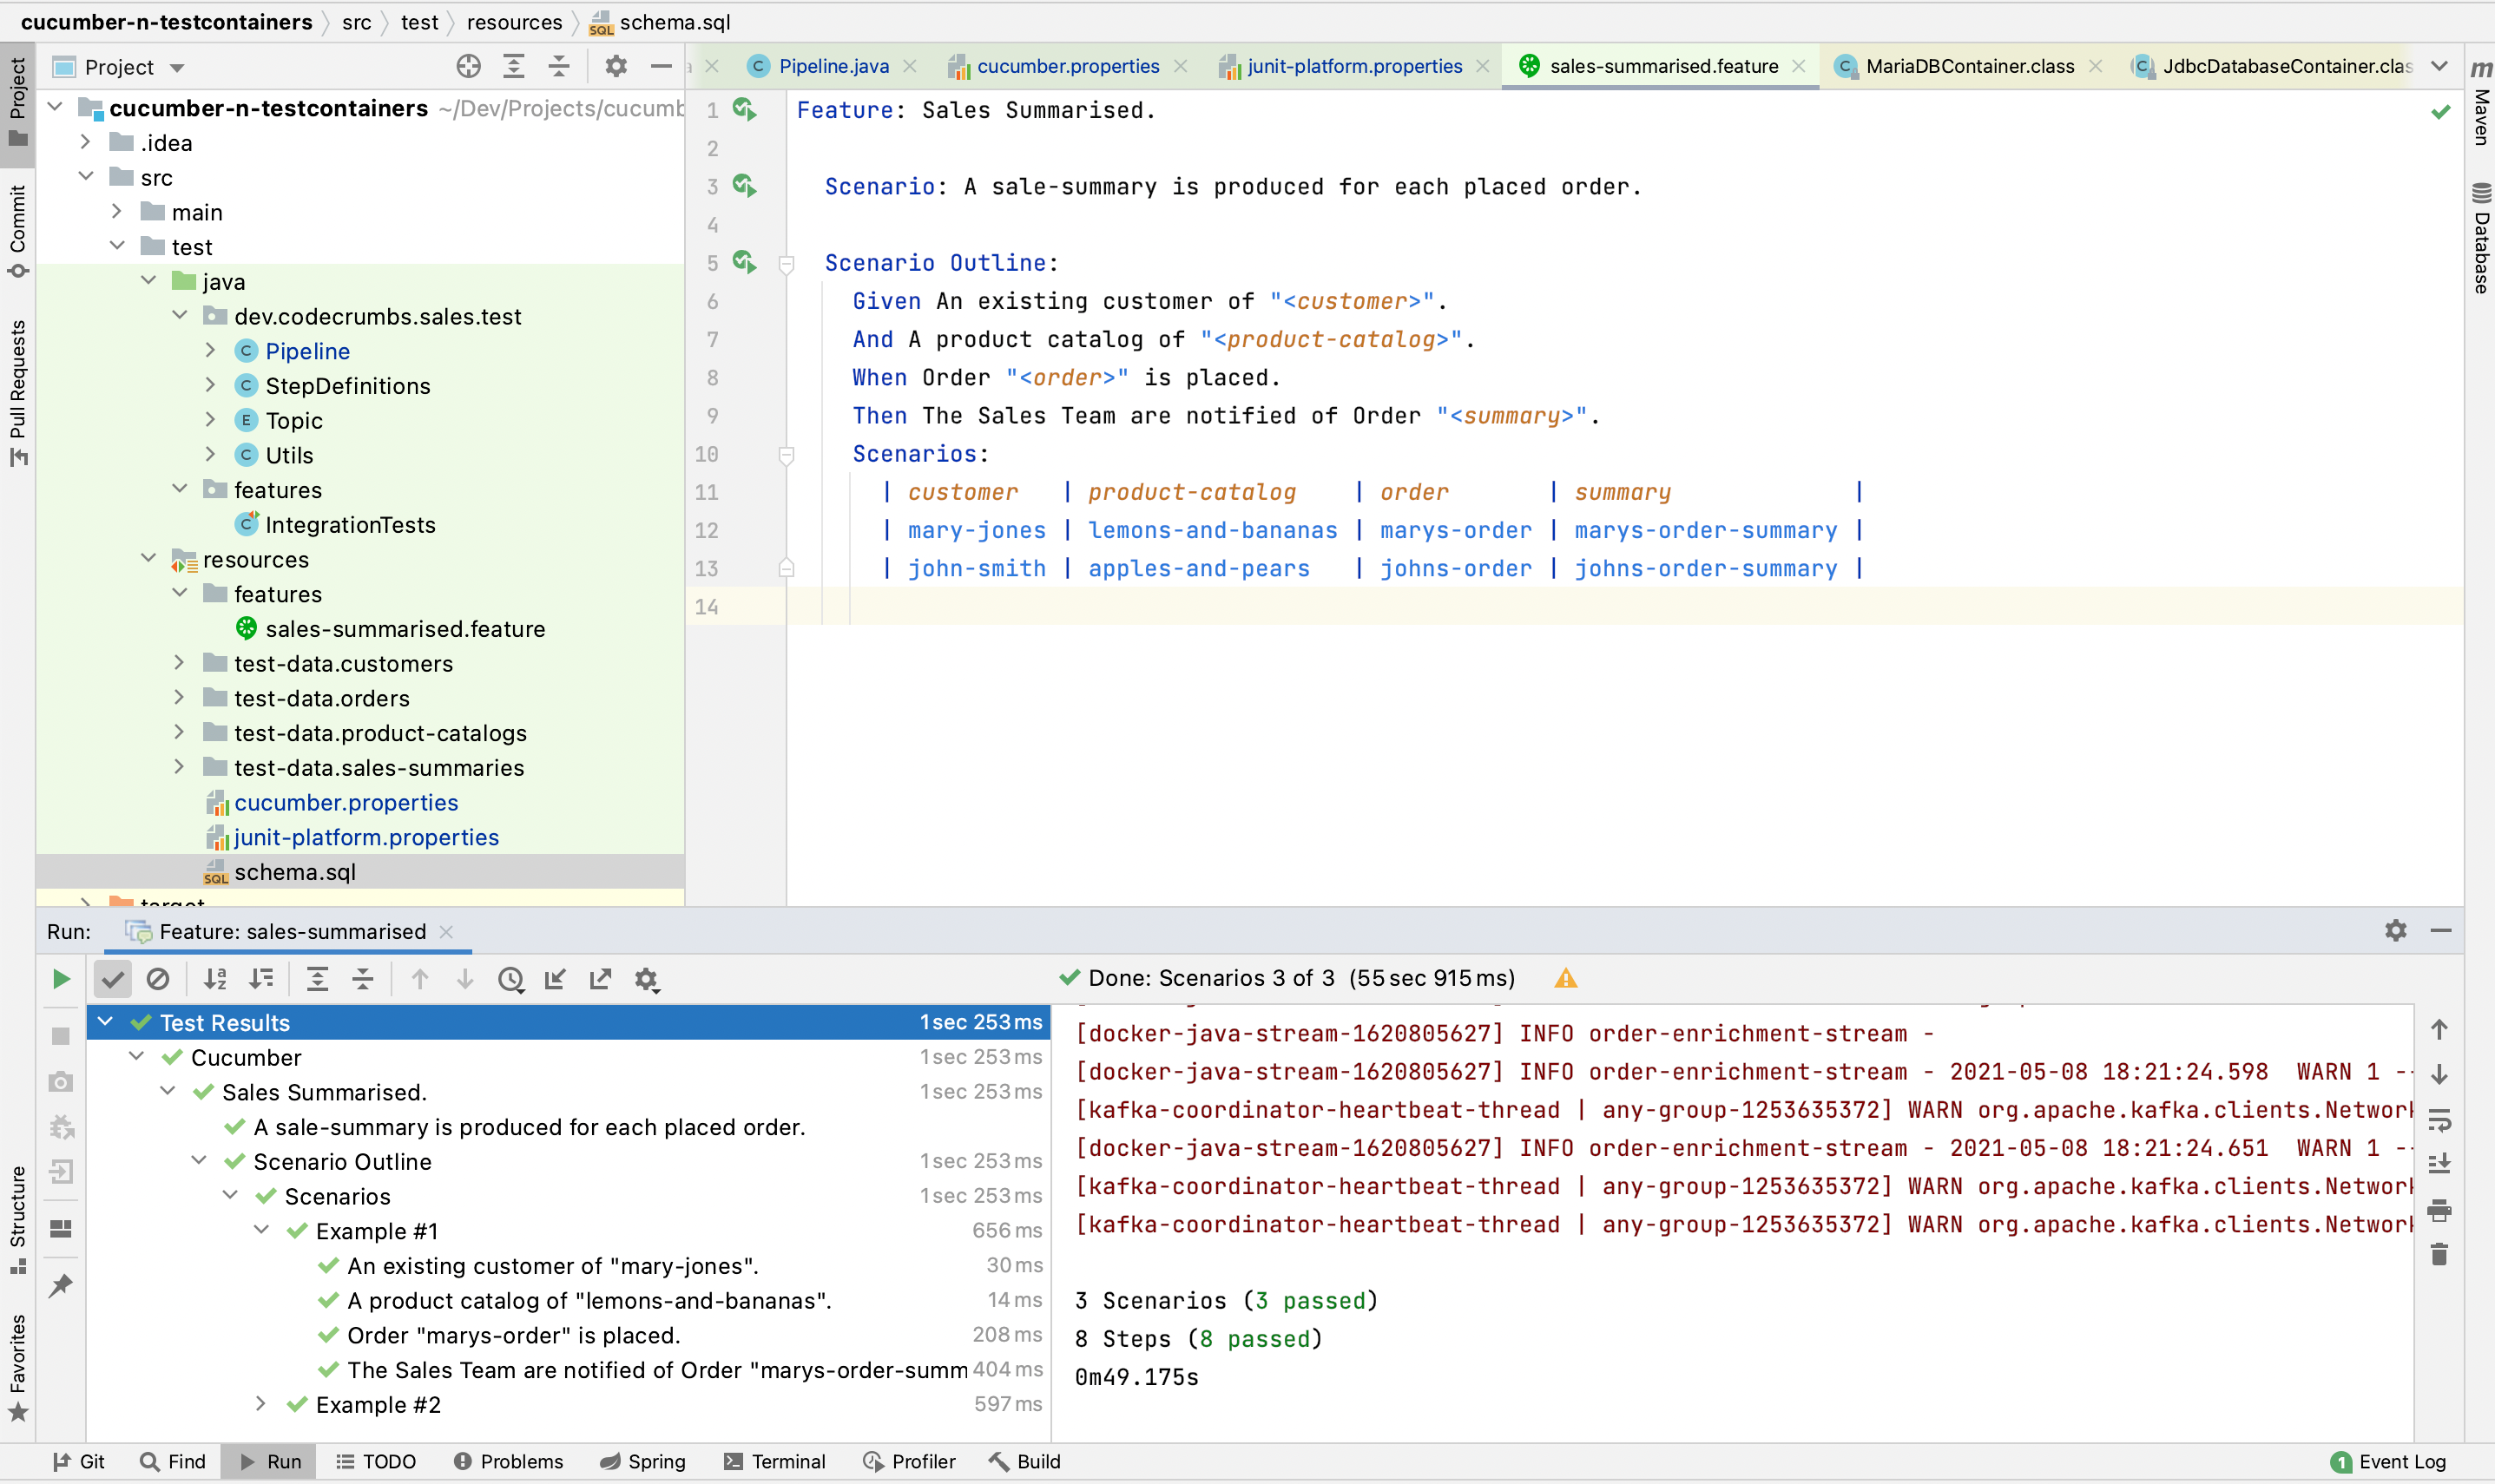 cucumber-n-testcontainers src test resources schema.sql
Project
Pipeline.java cucumber.properties junit-platform.properties sales-summarised.feature MariaDBContainer.class JdbcDatabaseContainer.clas
Project
Commit
Pull Requests
Structure
Favorites
cucumber-n-testcontainers ~/Dev/Projects/cucumb
.idea
src
main
test
java
dev.codecrumbs.sales.test
Pipeline
StepDefinitions
Topic
Utils
features
IntegrationTests
resources
features
sales-summarised.feature
test-data.customers
test-data.orders
test-data.product-catalogs
test-data.sales-summaries
cucumber.properties
junit-platform.properties
schema.sql
target
1 Feature: Sales Summarised.
2
3 Scenario: A sale-summary is produced for each placed order.
4
5 Scenario Outline:
6 Given An existing customer of "<customer>".
7 And A product catalog of "<product-catalog>".
8 When Order "<order>" is placed.
9 Then The Sales Team are notified of Order "<summary>".
10 Scenarios:
11 | customer | product-catalog | order | summary |
12 | mary-jones | lemons-and-bananas | marys-order | marys-order-summary |
13 | john-smith | apples-and-pears | johns-order | johns-order-summary |
14
Maven
Database
Run: Feature: sales-summarised
Done: Scenarios 3 of 3 (55 sec 915 ms)
Test Results 1 sec 253 ms
Cucumber 1 sec 253 ms
Sales Summarised. 1 sec 253 ms
A sale-summary is produced for each placed order.
Scenario Outline 1 sec 253 ms
Scenarios 1 sec 253 ms
Example #1 656 ms
An existing customer of "mary-jones". 30 ms
A product catalog of "lemons-and-bananas". 14 ms
Order "marys-order" is placed. 208 ms
The Sales Team are notified of Order "marys-order-summ 404 ms
Example #2 597 ms
[docker-java-stream-1620805627] INFO order-enrichment-stream -
[docker-java-stream-1620805627] INFO order-enrichment-stream - 2021-05-08 18:21:24.598 WARN 1 --
[kafka-coordinator-heartbeat-thread | any-group-1253635372] WARN org.apache.kafka.clients.Network
[docker-java-stream-1620805627] INFO order-enrichment-stream - 2021-05-08 18:21:24.651 WARN 1 --
[kafka-coordinator-heartbeat-thread | any-group-1253635372] WARN org.apache.kafka.clients.Network
[kafka-coordinator-heartbeat-thread | any-group-1253635372] WARN org.apache.kafka.clients.Network
3 Scenarios (3 passed)
8 Steps (8 passed)
0m49.175s
Git Find Run TODO Problems Spring Terminal Profiler Build 1 Event Log